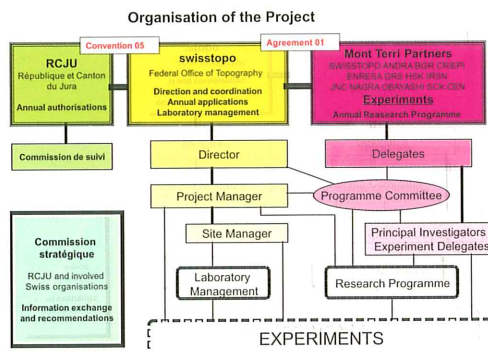 Organisation of the Project
Convention 05
Agreement 01
RCJU
République et Canton
du Jura
Annual authorisations
swisstopo
Federal Office of Topography
Direction and coordination
Annual applications
Laboratory management
Mont Terri Partners
SWISSTOPO ANDRA BGR CRIEPI
ENRESA GRS HSK IRSN
JNC NAGRA OBAYASHI SCK.CEN
Experiments
Annual Reasearch Programme
Commission de suivi
Director
Delegates
Project Manager
Programme Committee
Site Manager
Principal Investigators
Experiment Delegates
Commission
stratégique
RCJU and involved
Swiss organisations
Information exchange
and recommendations
Laboratory
Management
Research Programme
EXPERIMENTS